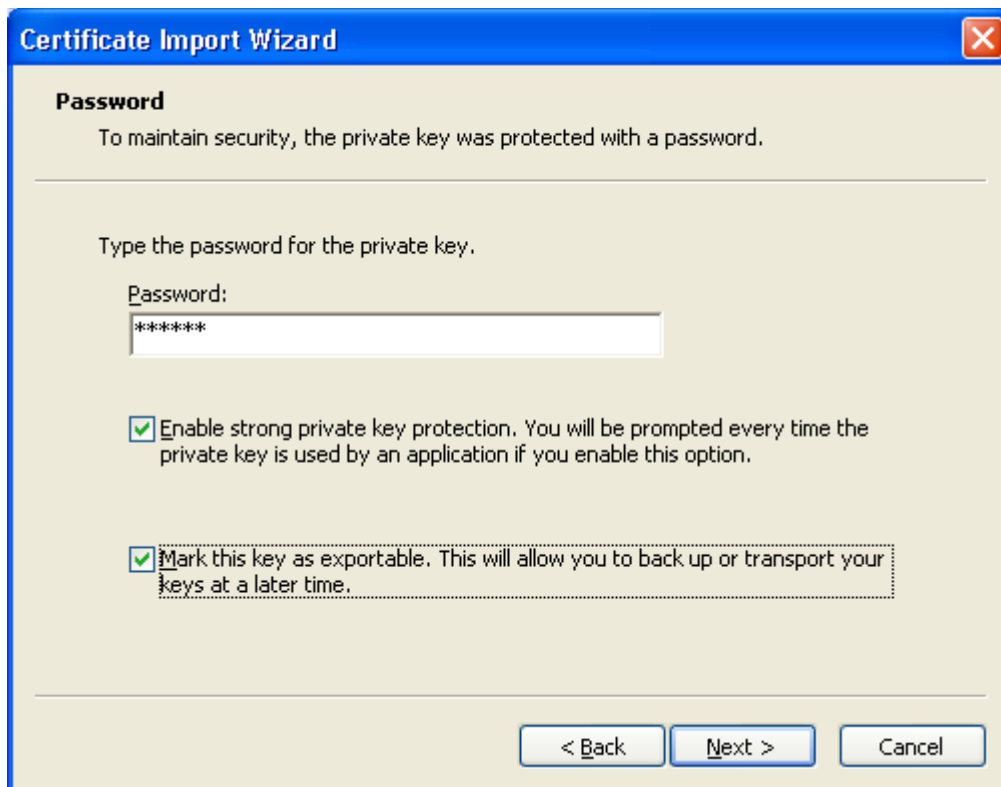 Certificate Import Wizard
Password
To maintain security, the private key was protected with a password.
Type the password for the private key.
Password:
******
Enable strong private key protection. You will be prompted every time the
private key is used by an application if you enable this option.
Mark this key as exportable. This will allow you to back up or transport your
keys at a later time.
< Back
Next >
Cancel